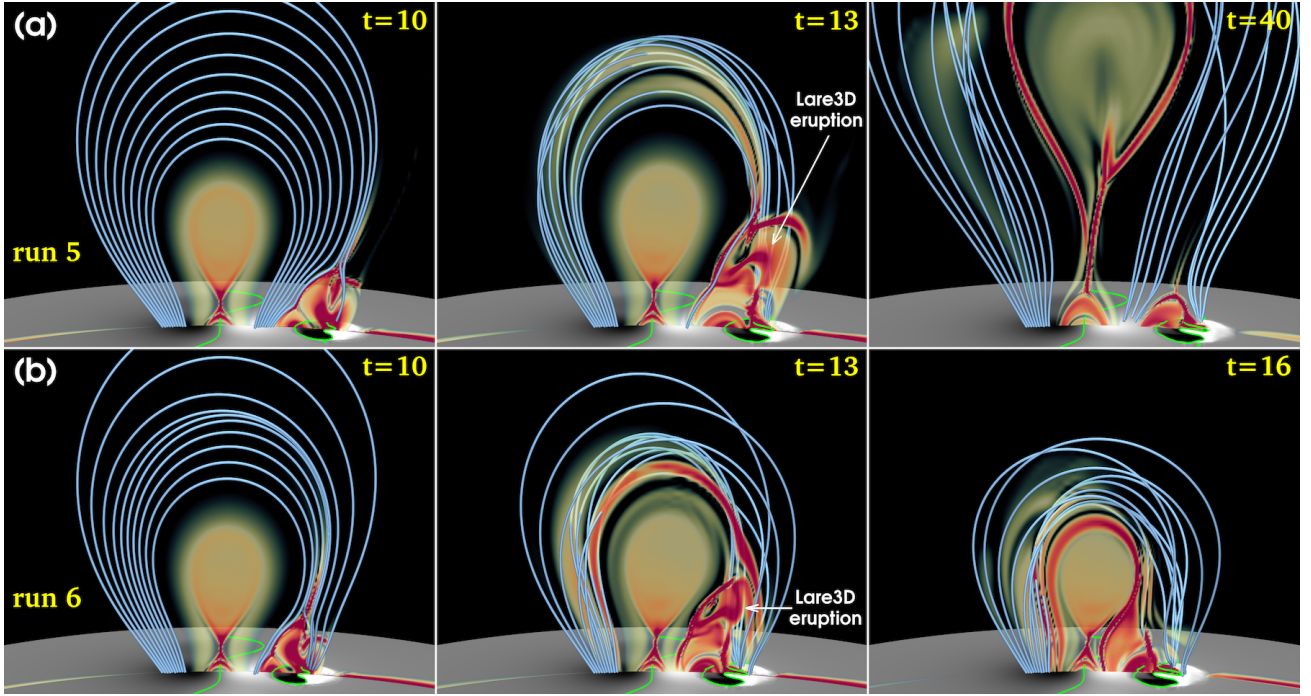 (a)
t=10
t=13
t=40
Lare3D
eruption
run 5
(b)
t=10
t=13
t=16
Lare3D
eruption
run 6